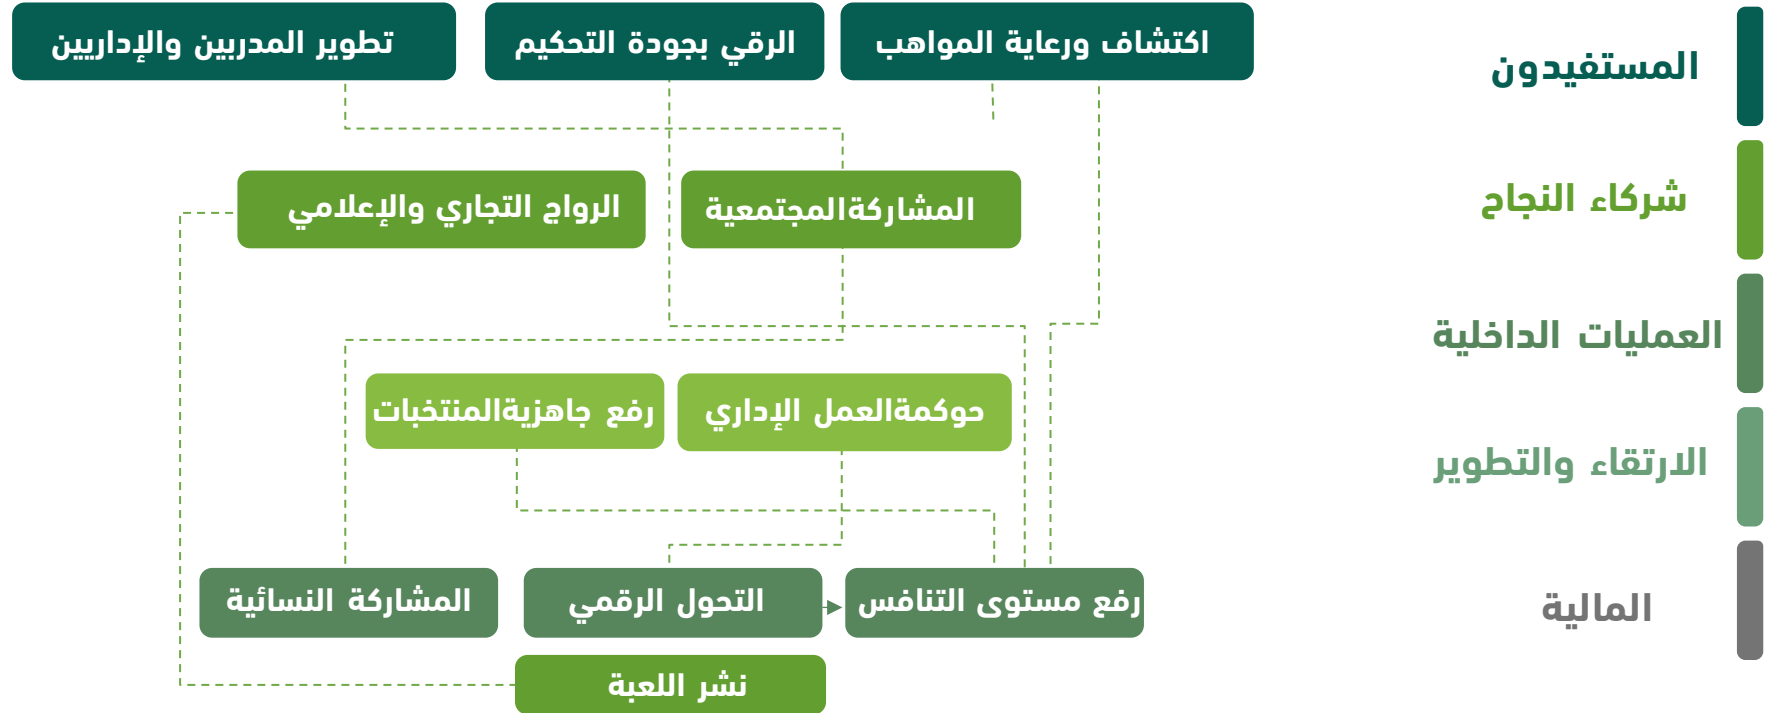 المستفيدون
اكتشاف ورعاية المواهب
الرقي بجودة التحكيم
تطوير المدربين والإداريين
شركاء النجاح
المشاركةالمجتمعية
الرواج التجاري والإعلامي
العمليات الداخلية
حوكمةالعمل الإداري
رفع جاهزيةالمنتخبات
الارتقاء والتطوير
المالية
رفع مستوى التنافس
التحول الرقمي
المشاركة النسائية
نشر اللعبة